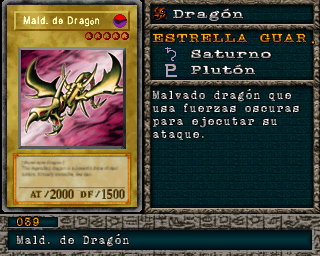 Mald. de Dragón
AT/2000 DF/1500
Dragón
ESTRELLA GUAR.
Saturno
Plutón
Malvado dragón que
usa fuerzas oscuras
para ejecutar su
ataque.
039
Mald. de Dragón